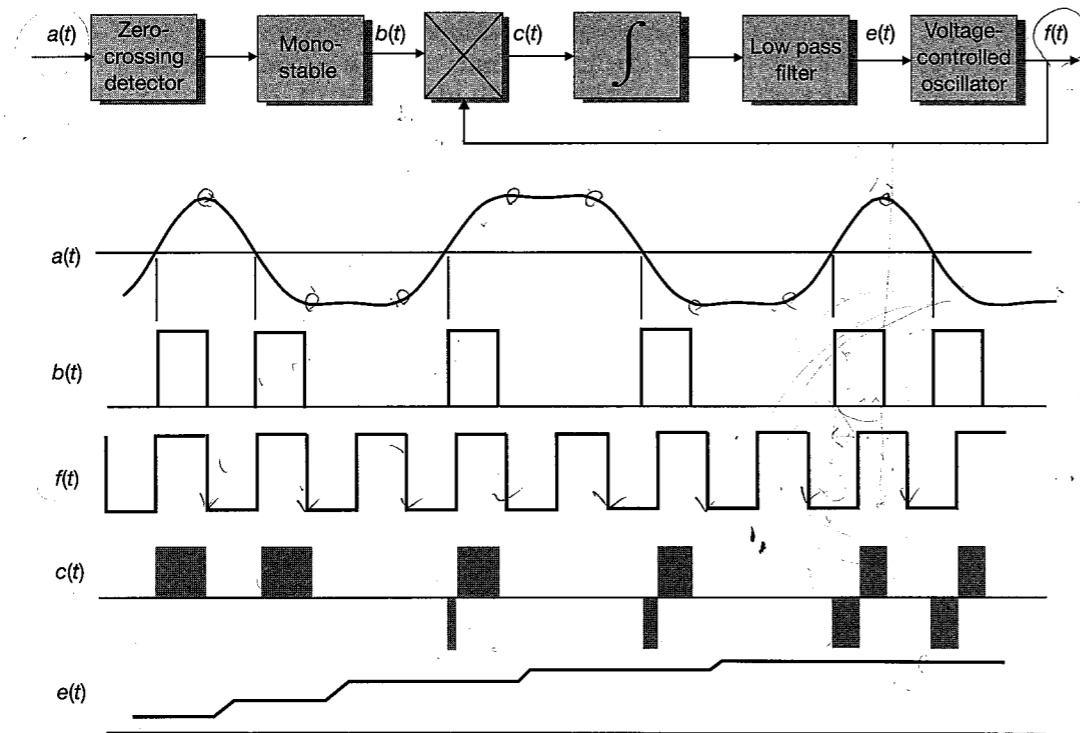 a(t)
Zero-
crossing
detector
Mono-
stable
b(t)
c(t)
∫
Low pass
filter
e(t)
Voltage-
controlled
oscillator
f(t)
a(t)
b(t)
f(t)
c(t)
e(t)